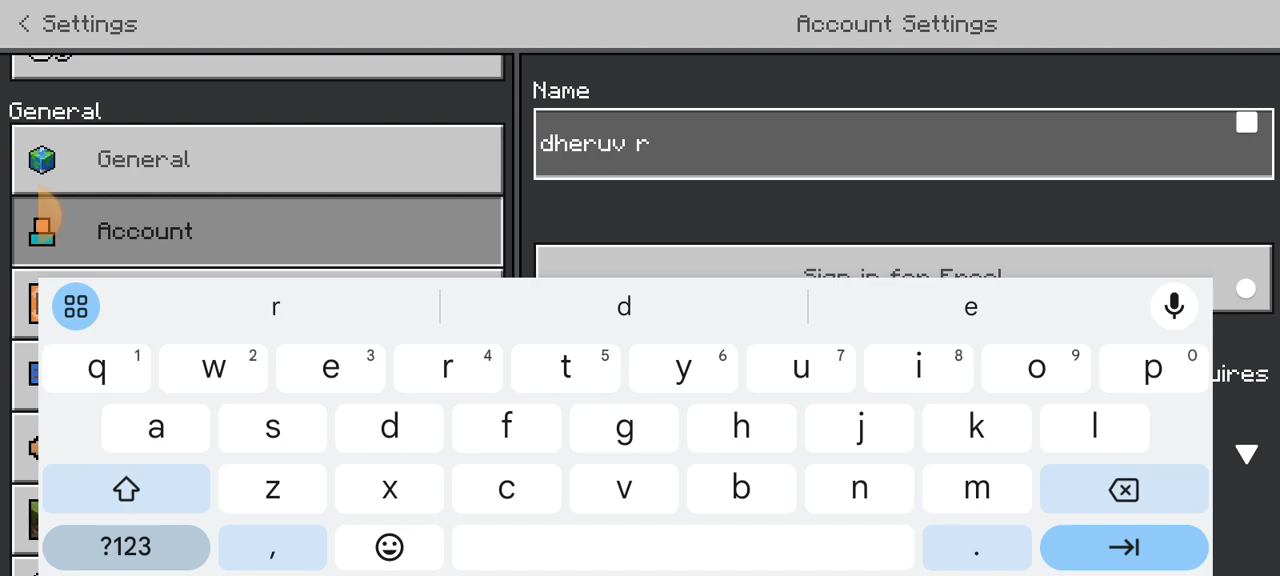 Settings
Account Settings
General
General
Account
Name
dheruv r
r d e
q 1 w 2 e 3 r 4 t 5 y 6 u 7 i 8 o 9 p 0
a s d f g h j k l
z x c v b n m
?123 , .